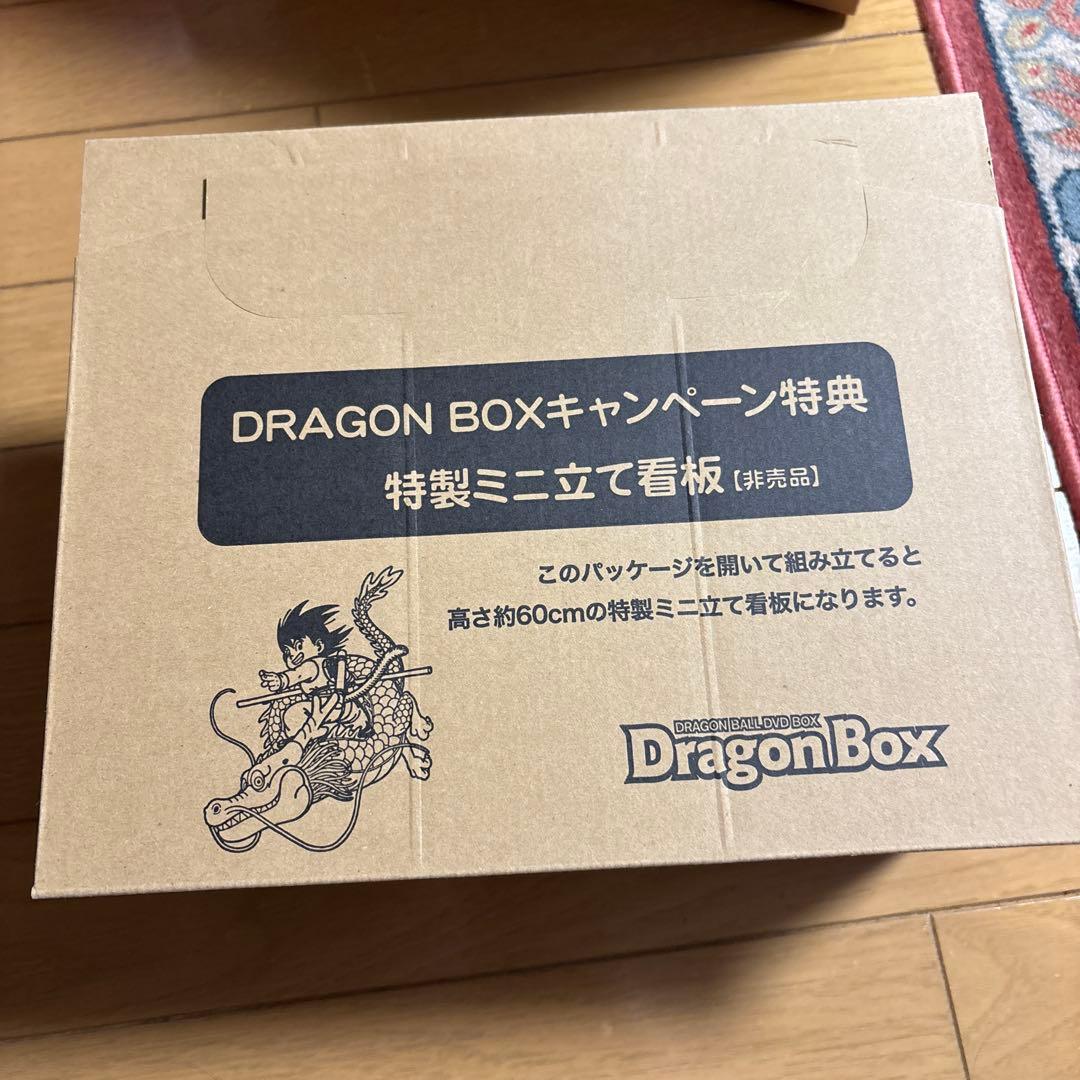 DRAGON BOXキャンペーン特典
特製ミニ立て看板【非売品】
このパッケージを開いて組み立てると
高さ約60cmの特製ミニ立て看板になります。
DRAGON BALL DVD BOX
DragonBox